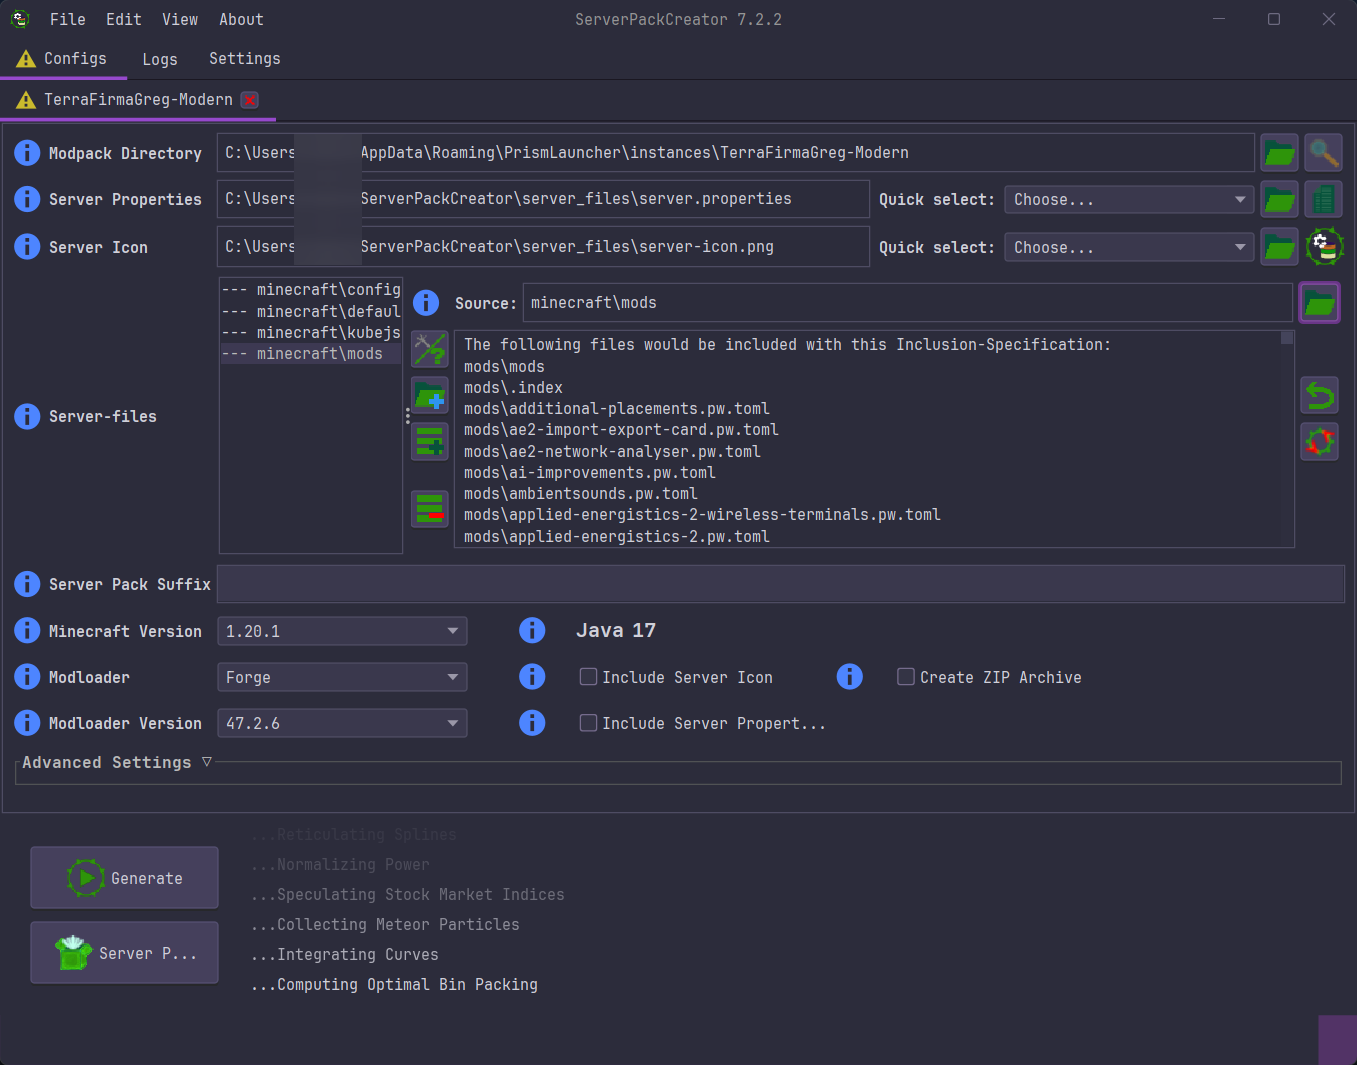 File Edit View About ServerPackCreator 7.2.2
Configs Logs Settings
TerraFirmaGreg-Modern
Modpack Directory C:\Users AppData\Roaming\PrismLauncher\instances\TerraFirmaGreg-Modern
Server Properties C:\Users ServerPackCreator\server_files\server.properties Quick select: Choose...
Server Icon C:\Users ServerPackCreator\server_files\server-icon.png Quick select: Choose...
--- minecraft\config
--- minecraft\defaul
--- minecraft\kubejs
--- minecraft\mods
Source: minecraft\mods
Server-files
The following files would be included with this Inclusion-Specification:
mods\mods
mods\.index
mods\additional-placements.pw.toml
mods\ae2-import-export-card.pw.toml
mods\ae2-network-analyser.pw.toml
mods\ai-improvements.pw.toml
mods\ambientsounds.pw.toml
mods\applied-energistics-2-wireless-terminals.pw.toml
mods\applied-energistics-2.pw.toml
Server Pack Suffix
Minecraft Version 1.20.1 Java 17
Modloader Forge Include Server Icon Create ZIP Archive
Modloader Version 47.2.6 Include Server Propert...
Advanced Settings ▽
Generate
Server P...
...Reticulating Splines
...Normalizing Power
...Speculating Stock Market Indices
...Collecting Meteor Particles
...Integrating Curves
...Computing Optimal Bin Packing